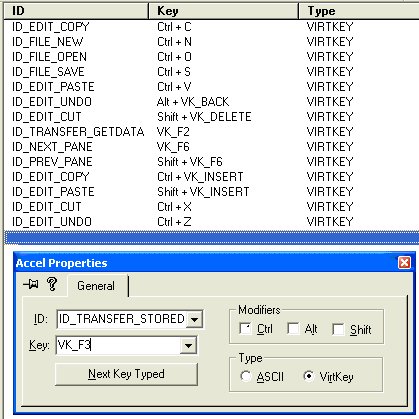 ID Key Type
ID_EDIT_COPY Ctrl + C VIRTKEY
ID_FILE_NEW Ctrl + N VIRTKEY
ID_FILE_OPEN Ctrl + O VIRTKEY
ID_FILE_SAVE Ctrl + S VIRTKEY
ID_EDIT_PASTE Ctrl + V VIRTKEY
ID_EDIT_UNDO Alt + VK_BACK VIRTKEY
ID_EDIT_CUT Shift + VK_DELETE VIRTKEY
ID_TRANSFER_GETDATA VK_F2 VIRTKEY
ID_NEXT_PANE VK_F6 VIRTKEY
ID_PREV_PANE Shift + VK_F6 VIRTKEY
ID_EDIT_COPY Ctrl + VK_INSERT VIRTKEY
ID_EDIT_PASTE Shift + VK_INSERT VIRTKEY
ID_EDIT_CUT Ctrl + X VIRTKEY
ID_EDIT_UNDO Ctrl + Z VIRTKEY
Accel Properties
General
ID: ID_TRANSFER_STORED
Key: VK_F3
Next Key Typed
Modifiers
Ctrl Alt Shift
Type
ASCII VirtKey